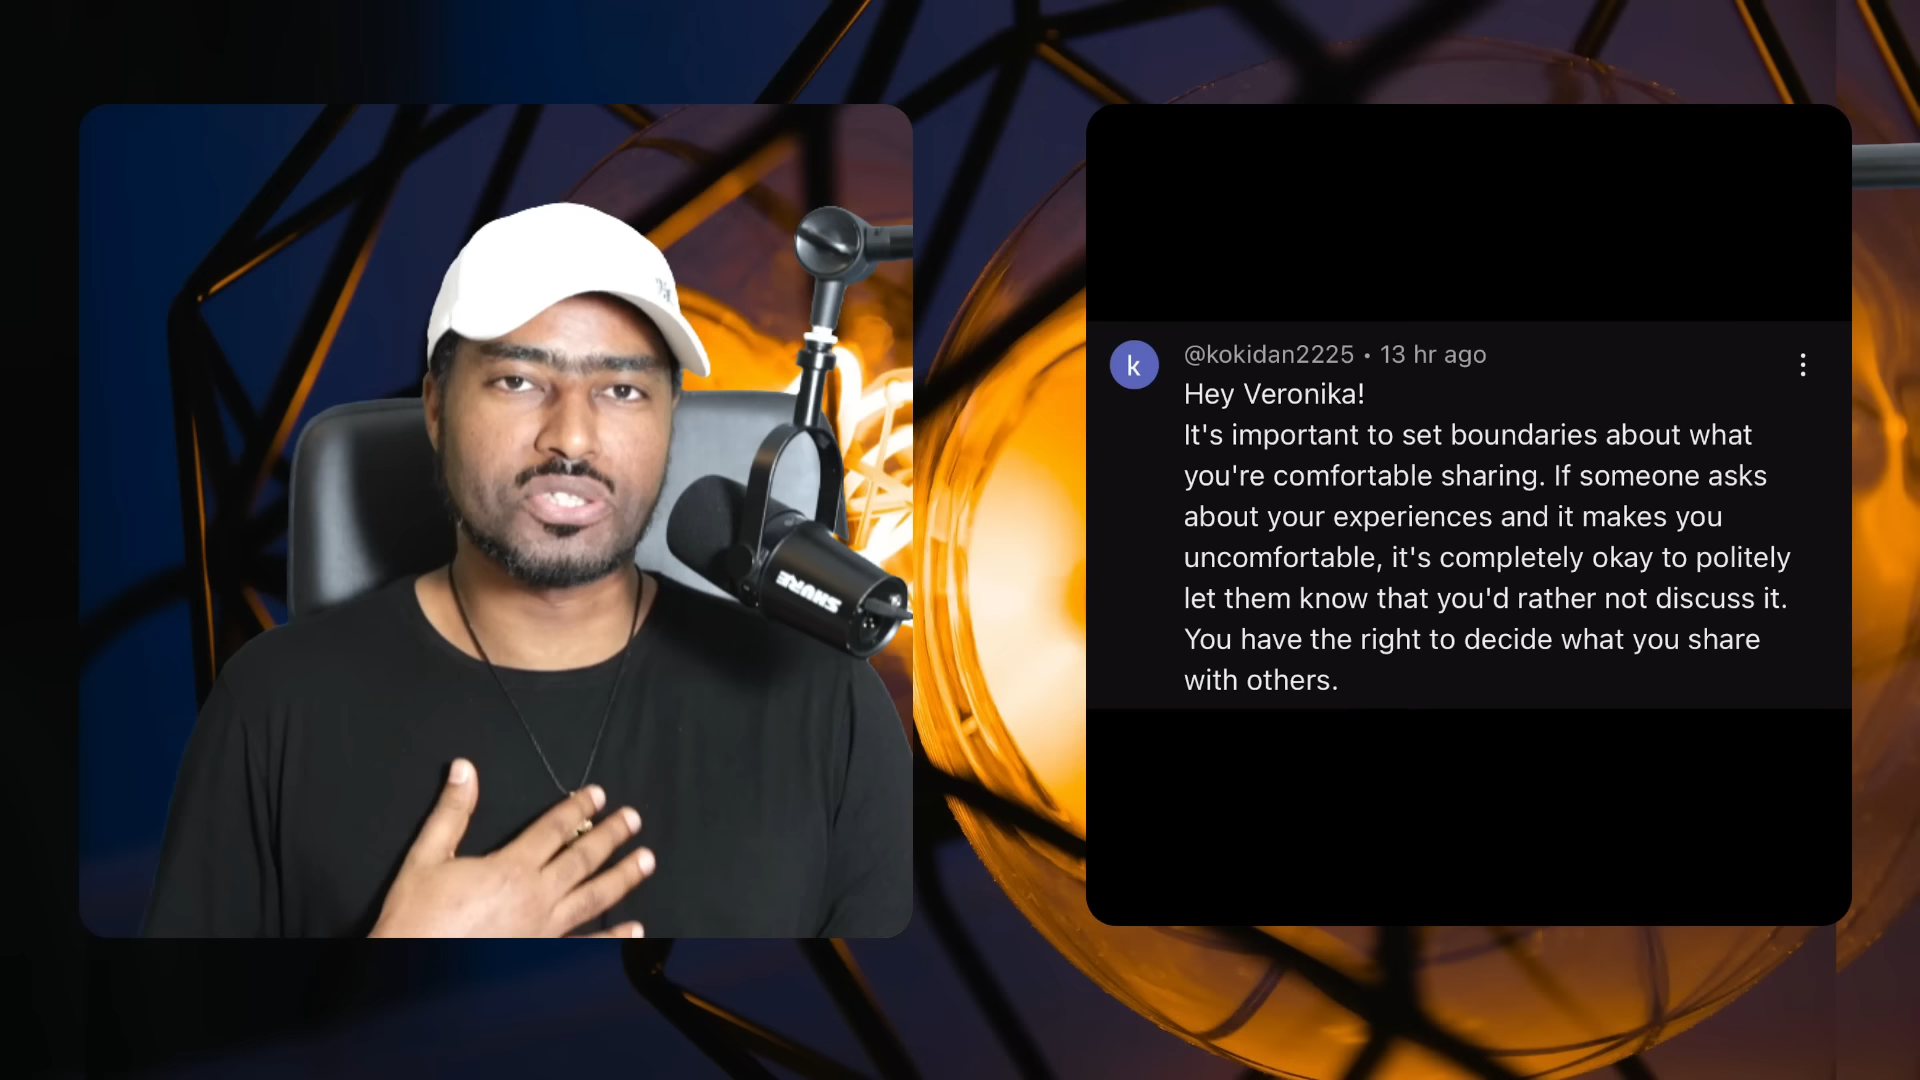 SHURE
k
@kokidan2225 • 13 hr ago
Hey Veronika!
It's important to set boundaries about what
you're comfortable sharing. If someone asks
about your experiences and it makes you
uncomfortable, it's completely okay to politely
let them know that you'd rather not discuss it.
You have the right to decide what you share
with others.